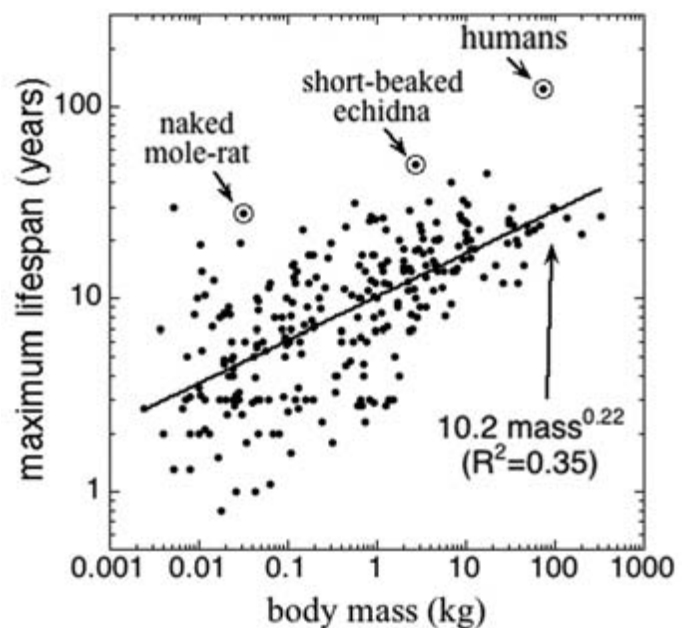 humans
short-beaked
echidna
naked
mole-rat
maximum lifespan (years)
100
10
1
10.2 mass^0.22
(R²=0.35)
0.001 0.01 0.1 1 10 100 1000
body mass (kg)